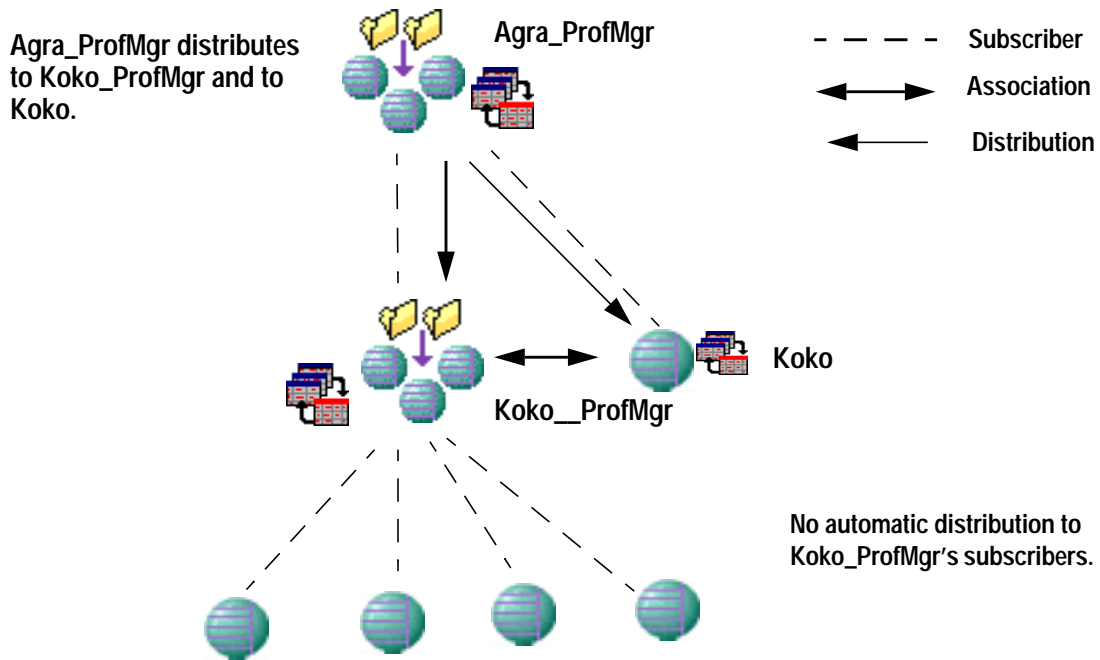 Agra_ProfMgr distributes
to Koko_ProfMgr and to
Koko.
Agra_ProfMgr
Subscriber
Association
Distribution
Koko
Koko__ProfMgr
No automatic distribution to
Koko_ProfMgr’s subscribers.